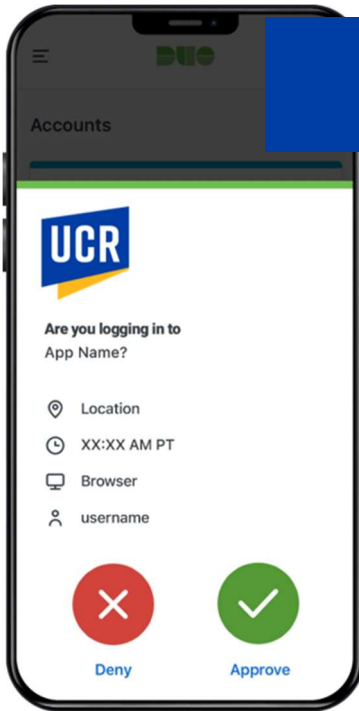 DUO
Accounts
UCR
Are you logging in to
App Name?
Location
XX:XX AM PT
Browser
username
Deny
Approve